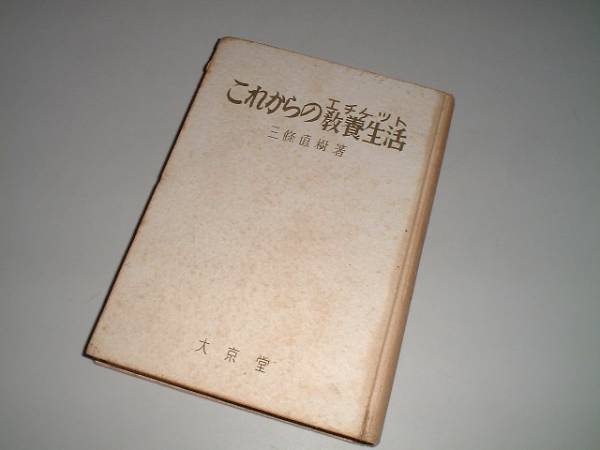 エチケット
これからの教養生活
三條直樹著
大京堂